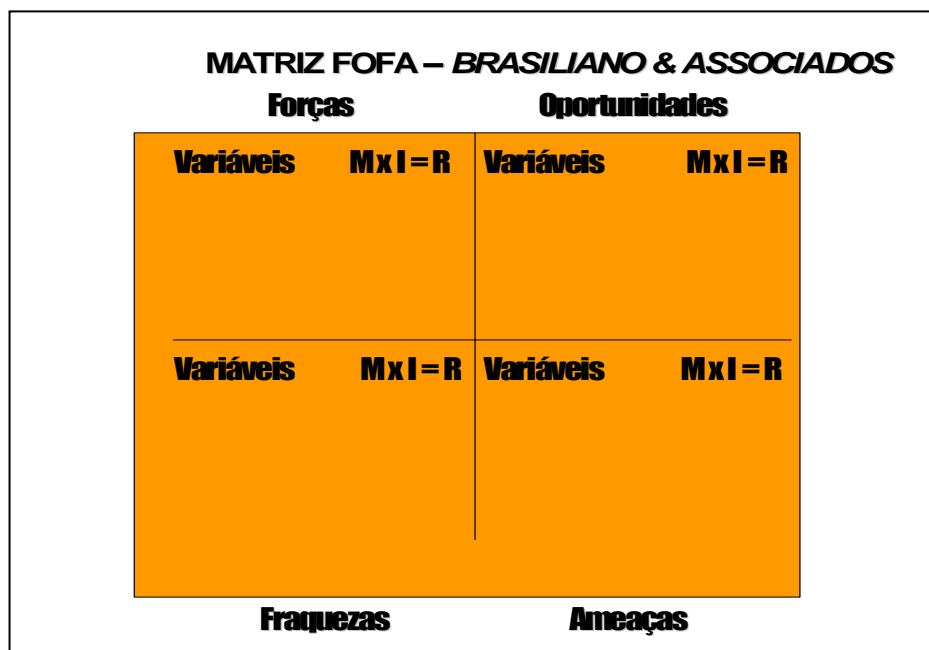 MATRIZ FOFA – BRASILIANO & ASSOCIADOS
Forças Oportunidades
Variáveis M x I = R Variáveis M x I = R
Variáveis M x I = R Variáveis M x I = R
Fraquezas Ameaças